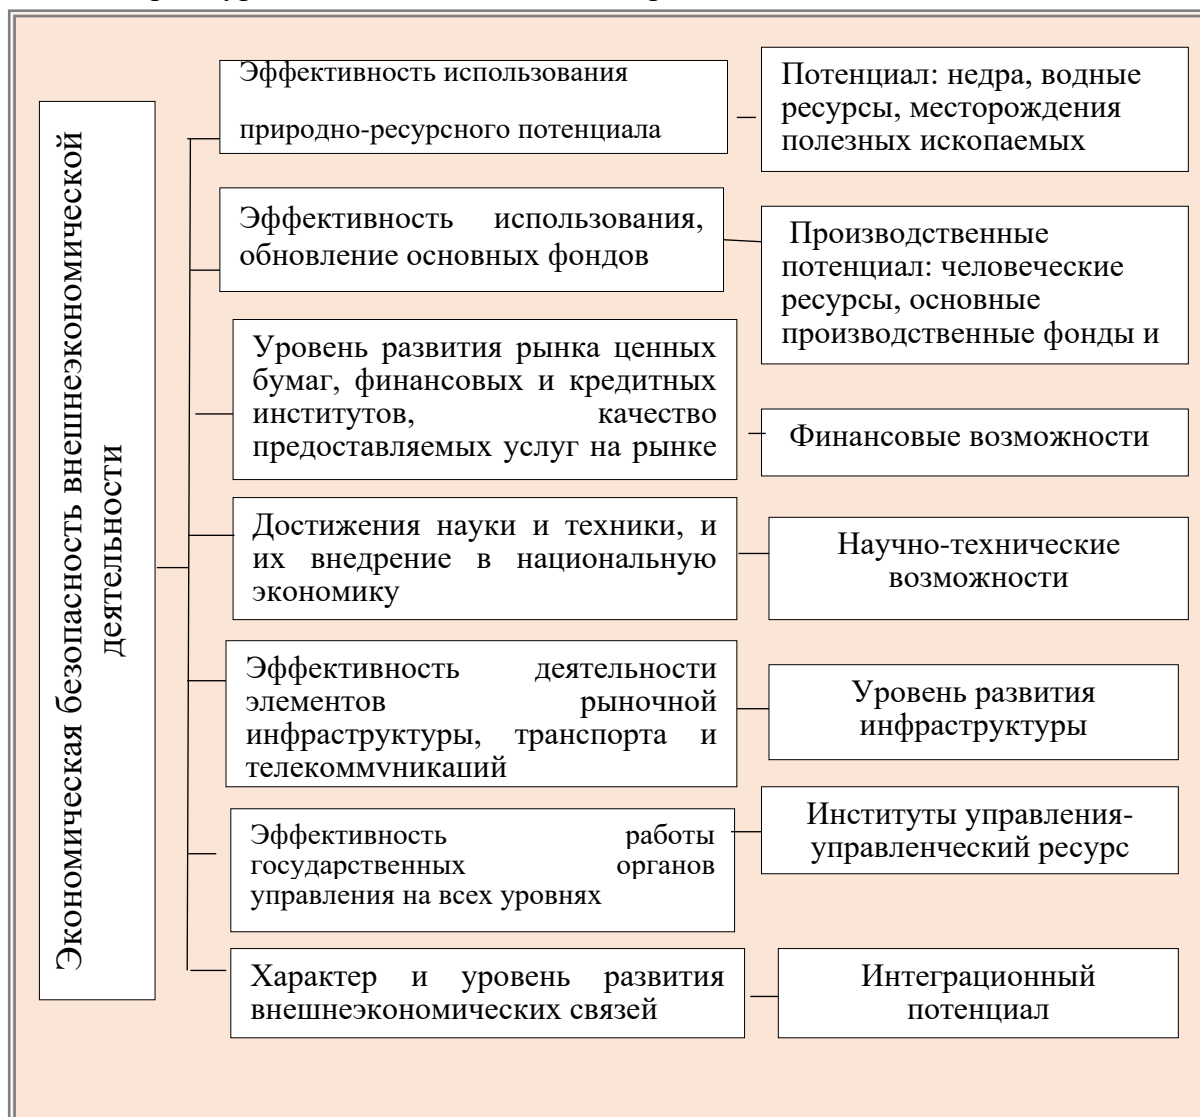 Экономическая безопасность внешнеэкономической
деятельности
Эффективность использования
природно-ресурсного потенциала
Потенциал: недра, водные
ресурсы, месторождения
полезных ископаемых
Эффективность использования,
обновление основных фондов
Производственные
потенциал: человеческие
ресурсы, основные
производственные фонды и
Уровень развития рынка ценных
бумаг, финансовых и кредитных
институтов, качество
предоставляемых услуг на рынке
Финансовые возможности
Достижения науки и техники, и
их внедрение в национальную
экономику
Научно-технические
возможности
Эффективность деятельности
элементов рыночной
инфраструктуры, транспорта и
телекоммуникаций
Уровень развития
инфраструктуры
Эффективность работы
государственных органов
управления на всех уровнях
Институты управления-
управленческий ресурс
Характер и уровень развития
внешнеэкономических связей
Интеграционный
потенциал